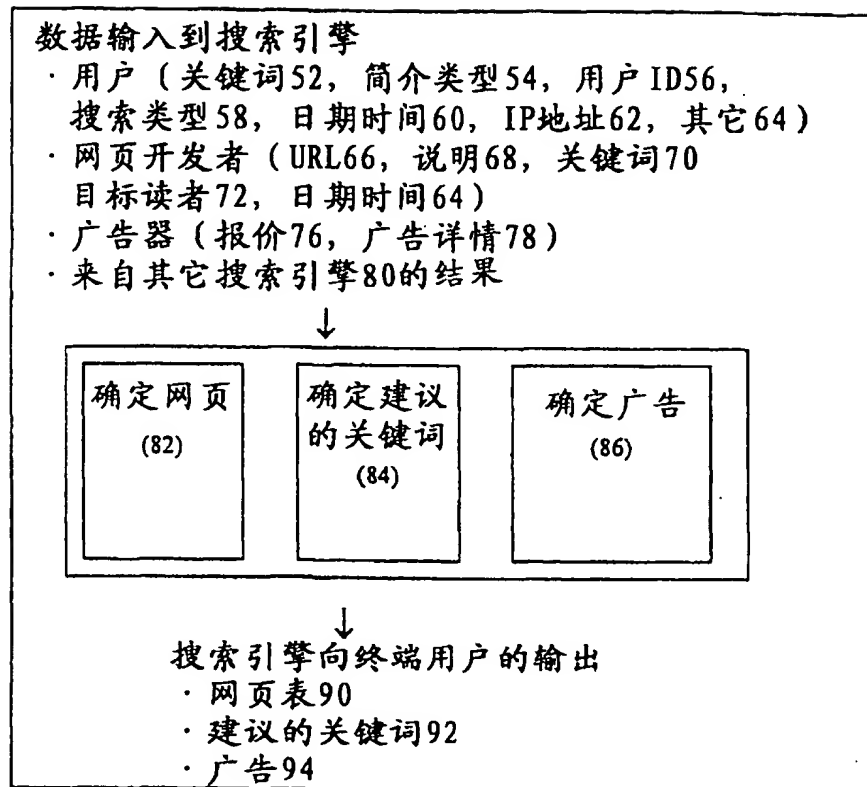 数据输入到搜索引擎
·用户（关键词52，简介类型54，用户ID56，
搜索类型58，日期时间60，IP地址62，其它64）
·网页开发者（URL66，说明68，关键词70
目标读者72，日期时间64）
·广告器（报价76，广告详情78）
·来自其它搜索引擎80的结果
↓
确定网页
(82)
确定建议
的关键词
(84)
确定广告
(86)
↓
搜索引擎向终端用户的输出
·网页表90
·建议的关键词92
·广告94